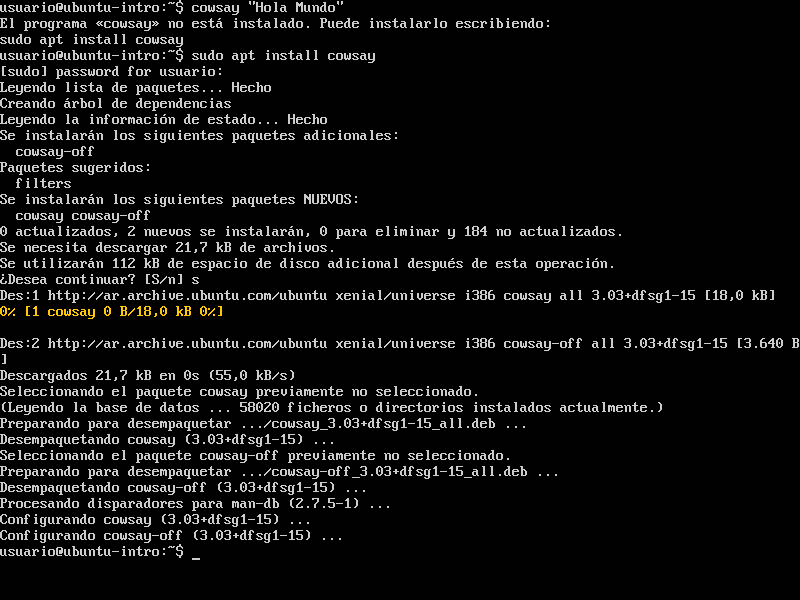 usuario@ubuntu-intro:~$ cowsay "Hola Mundo"
El programa «cowsay» no está instalado. Puede instalarlo escribiendo:
sudo apt install cowsay
usuario@ubuntu-intro:~$ sudo apt install cowsay
[sudo] password for usuario:
Leyendo lista de paquetes... Hecho
Creando árbol de dependencias
Leyendo la información de estado... Hecho
Se instalarán los siguientes paquetes adicionales:
  cowsay-off
Paquetes sugeridos:
  filters
Se instalarán los siguientes paquetes NUEVOS:
  cowsay cowsay-off
0 actualizados, 2 nuevos se instalarán, 0 para eliminar y 184 no actualizados.
Se necesita descargar 21,7 kB de archivos.
Se utilizarán 112 kB de espacio de disco adicional después de esta operación.
¿Desea continuar? [S/n] s
Des:1 http://ar.archive.ubuntu.com/ubuntu xenial/universe i386 cowsay all 3.03+dfsg1-15 [18,0 kB]
0% [1 cowsay 0 B/18,0 kB 0%]
Des:2 http://ar.archive.ubuntu.com/ubuntu xenial/universe i386 cowsay-off all 3.03+dfsg1-15 [3.640 B
]
Descargados 21,7 kB en 0s (55,0 kB/s)
Seleccionando el paquete cowsay previamente no seleccionado.
(Leyendo la base de datos ... 58020 ficheros o directorios instalados actualmente.)
Preparando para desempaquetar .../cowsay_3.03+dfsg1-15_all.deb ...
Desempaquetando cowsay (3.03+dfsg1-15) ...
Seleccionando el paquete cowsay-off previamente no seleccionado.
Preparando para desempaquetar .../cowsay-off_3.03+dfsg1-15_all.deb ...
Desempaquetando cowsay-off (3.03+dfsg1-15) ...
Procesando disparadores para man-db (2.7.5-1) ...
Configurando cowsay (3.03+dfsg1-15) ...
Configurando cowsay-off (3.03+dfsg1-15) ...
usuario@ubuntu-intro:~$ _